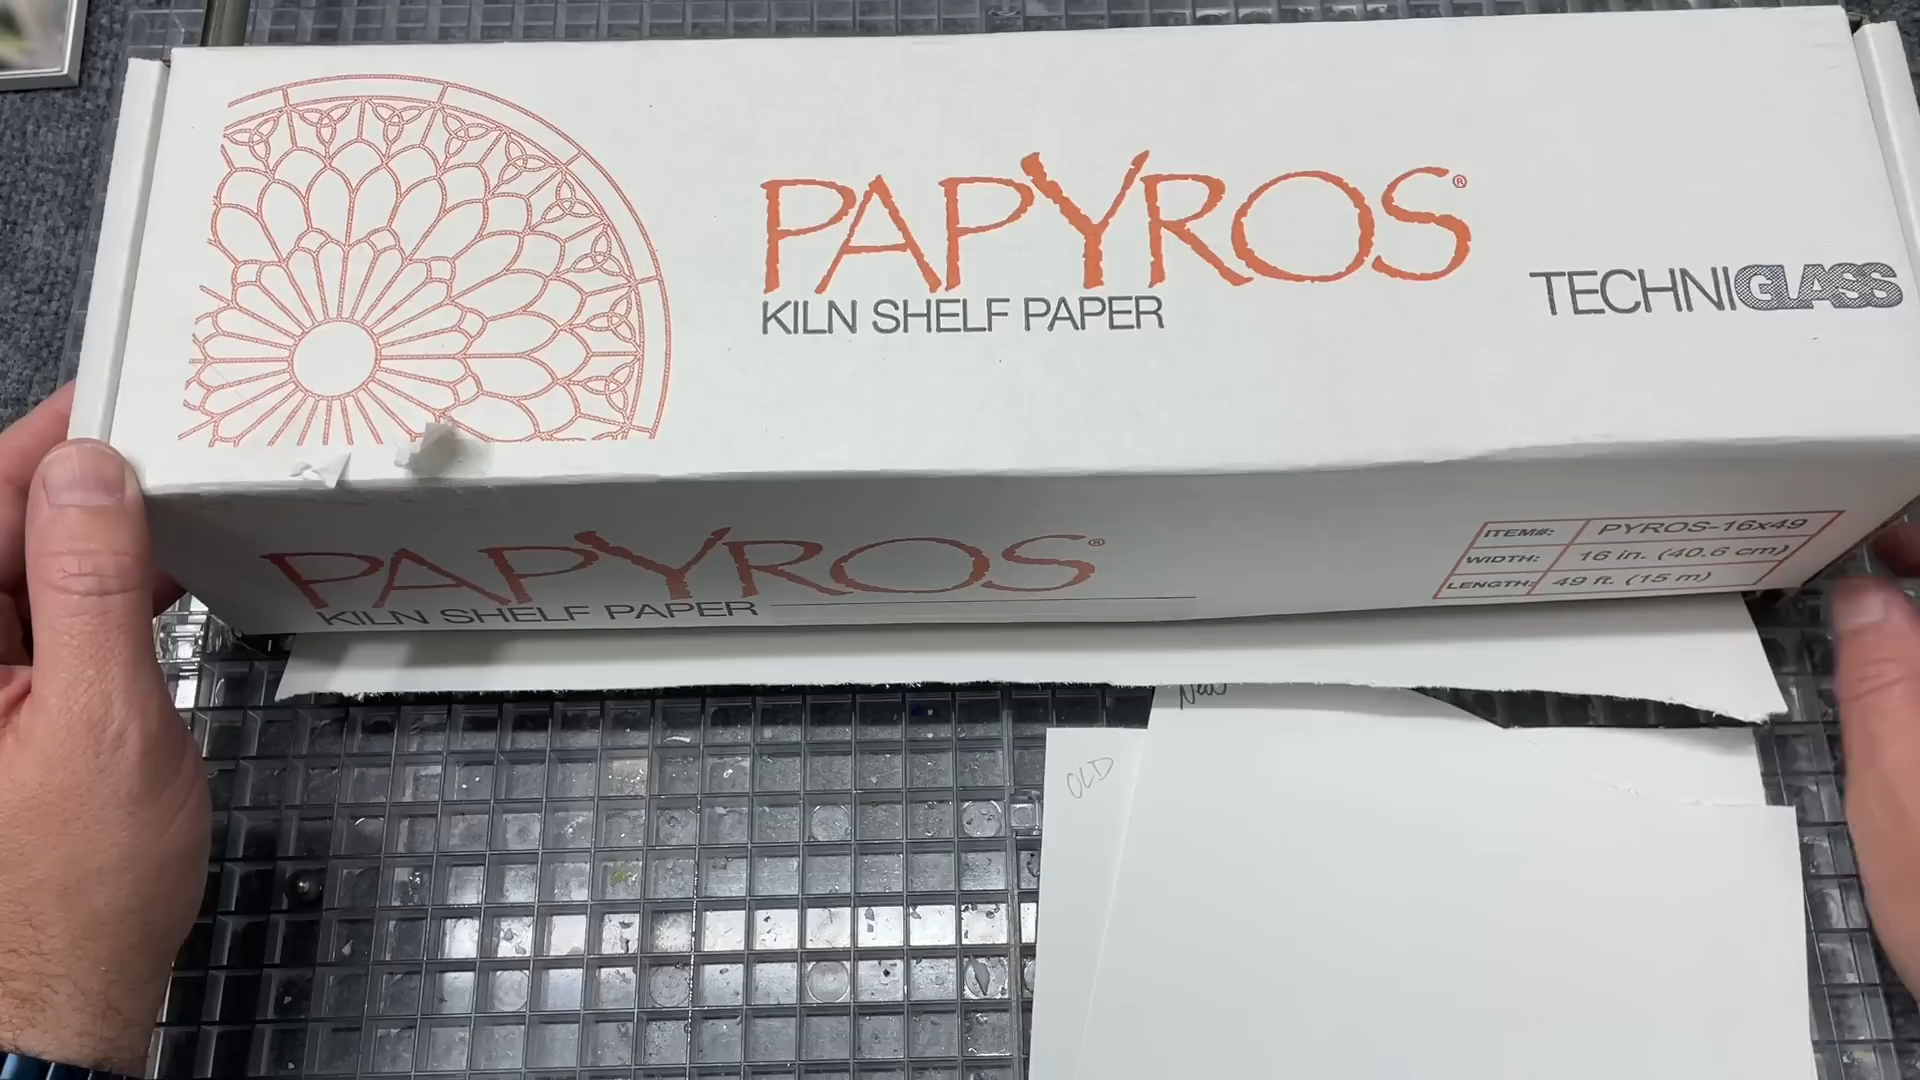 PAPYROS®
KILN SHELF PAPER
TECHNIGLASS
PAPYROS®
KILN SHELF PAPER
ITEM#: PYROS-16x49
WIDTH: 16 in. (40.6 cm)
LENGTH: 49 ft. (15 m)
New
OLD